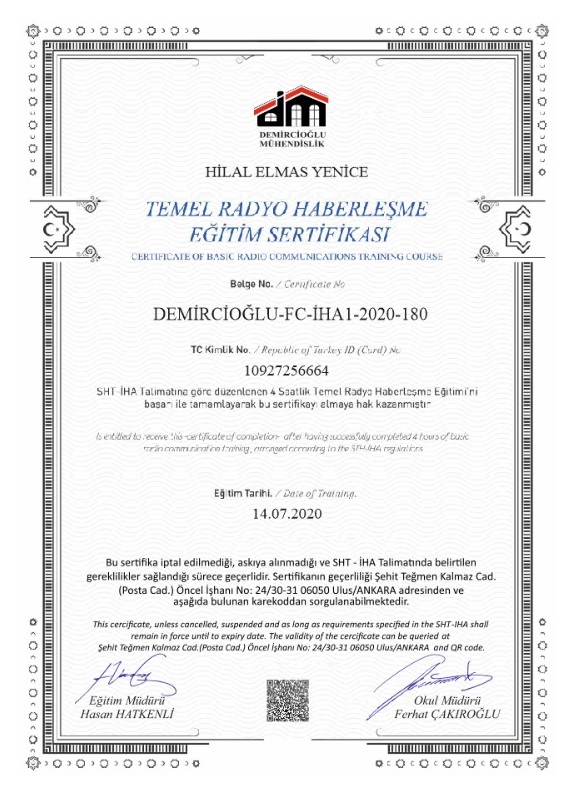 DEMİRCİOĞLU
MÜHENDİSLİK
HİLAL ELMAS YENİCE
TEMEL RADYO HABERLEŞME
EĞİTİM SERTİFİKASI
CERTIFICATE OF BASIC RADIO COMMUNICATIONS TRAINING COURSE
Belge No. / Certificate No
DEMİRCİOĞLU-FC-İHA1-2020-180
TC Kimlik No. / Republic of Turkey ID (Card) No
10927256664
SHT-İHA Talimatına göre düzenlenen 4 Saatlik Temel Radyo Haberleşme Eğitimi'ni
başarı ile tamamlayarak bu sertifikayı almaya hak kazanmıştır
Is entitled to receive this -certificate of completion- after having successfully completed 4 hours of basic
radio communication training, arranged according to the STH-IHA regulations
Eğitim Tarihi. / Date of Training.
14.07.2020
Bu sertifika iptal edilmediği, askıya alınmadığı ve SHT - İHA Talimatında belirtilen
gereklilikler sağlandığı sürece geçerlidir. Sertifikanın geçerliliği Şehit Teğmen Kalmaz Cad.
(Posta Cad.) Öncel İşhanı No: 24/30-31 06050 Ulus/ANKARA adresinden ve
aşağıda bulunan karekoddan sorgulanabilmektedir.
This cercificate, unless cancelled, suspended and as long as requirements specified in the SHT-IHA shall
remain in force until to expiry date. The validity of the cercificate can be queried at
Şehit Teğmen Kalmaz Cad.(Posta Cad.) Öncel İşhanı No: 24/30-31 06050 Ulus/ANKARA and QR code.
Eğitim Müdürü
Hasan HATKENLİ
Okul Müdürü
Ferhat ÇAKIROĞLU